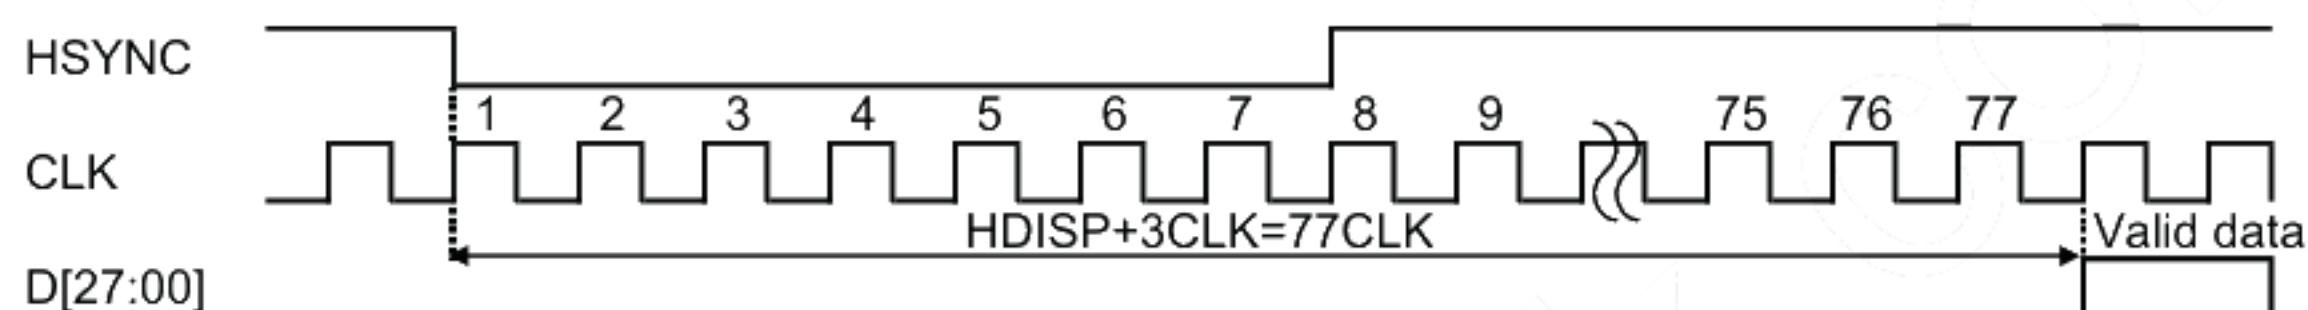 HSYNC
1 2 3 4 5 6 7 8 9 75 76 77
CLK
HDISP+3CLK=77CLK
Valid data
D[27:00]